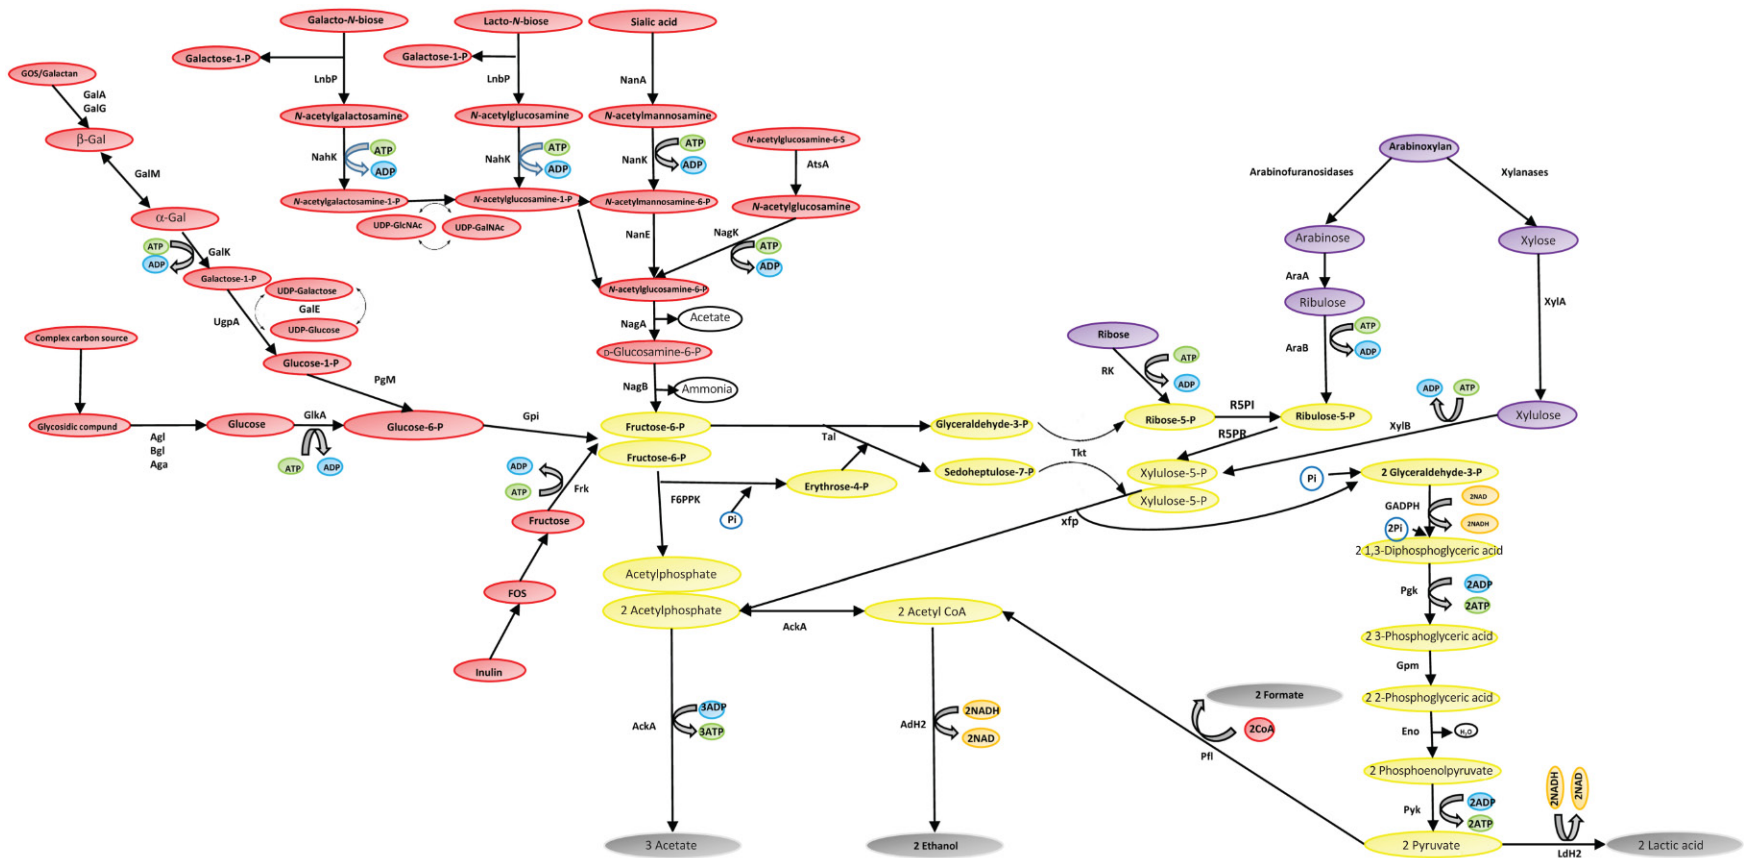 Galacto-N-biose
Lacto-N-biose
Sialic acid
Galactose-1-P
Galactose-1-P
GOS/Galactan
LnbP
LnbP
NanA
GalA
GalG
N-acetylgalactosamine
N-acetylglucosamine
N-acetylmannosamine
β-Gal
N-acetylglucosamine-6-S
Arabinoxylan
NahK
ATP
ADP
NahK
ATP
ADP
NanK
ATP
ADP
AtsA
Arabinofuranosidases
Xylanases
GalM
N-acetylgalactosamine-1-P
N-acetylglucosamine-1-P
N-acetylmannosamine-6-P
N-acetylglucosamine
α-Gal
UDP-GlcNAc
UDP-GalNAc
NanE
NagK
ATP
ADP
Arabinose
Xylose
ATP
ADP
GalK
Galactose-1-P
UDP-Galactose
GalE
UDP-Glucose
UgpA
N-acetylglucosamine-6-P
AraA
Ribulose
XylA
NagA
Acetate
Complex carbon source
Ribose
ATP
ADP
AraB
Glucose-1-P
D-Glucosamine-6-P
RK
ATP
ADP
PgM
NagB
Ammonia
ADP
ATP
Glycosidic compund
Agl
Bgl
Aga
Glucose
GlkA
ATP
ADP
Glucose-6-P
Gpi
Fructose-6-P
Fructose-6-P
Tal
Glyceraldehyde-3-P
Tkt
Ribose-5-P
R5PI
Ribulose-5-P
R5PR
XylB
Xylulose
ADP
ATP
Frk
F6PPK
Pi
Erythrose-4-P
Sedoheptulose-7-P
Xylulose-5-P
Xylulose-5-P
xfp
Pi
2 Glyceraldehyde-3-P
Fructose
GADPH
2NAD
2NADH
2Pi
2 1,3-Diphosphoglyceric acid
Acetylphosphate
FOS
Pgk
2ADP
2ATP
2 Acetylphosphate
AckA
2 Acetyl CoA
2 3-Phosphoglyceric acid
Gpm
Inulin
2 Formate
2CoA
Pfl
2 2-Phosphoglyceric acid
AckA
3ADP
3ATP
AdH2
2NADH
2NAD
Eno
H₂O
2 Phosphoenolpyruvate
Pyk
2ADP
2ATP
2NADH
2NAD
3 Acetate
2 Ethanol
2 Pyruvate
LdH2
2 Lactic acid